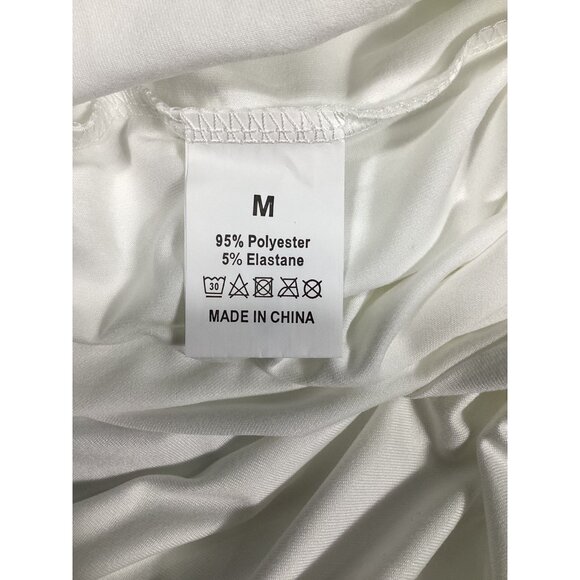 M
95% Polyester
5% Elastane
30
MADE IN CHINA